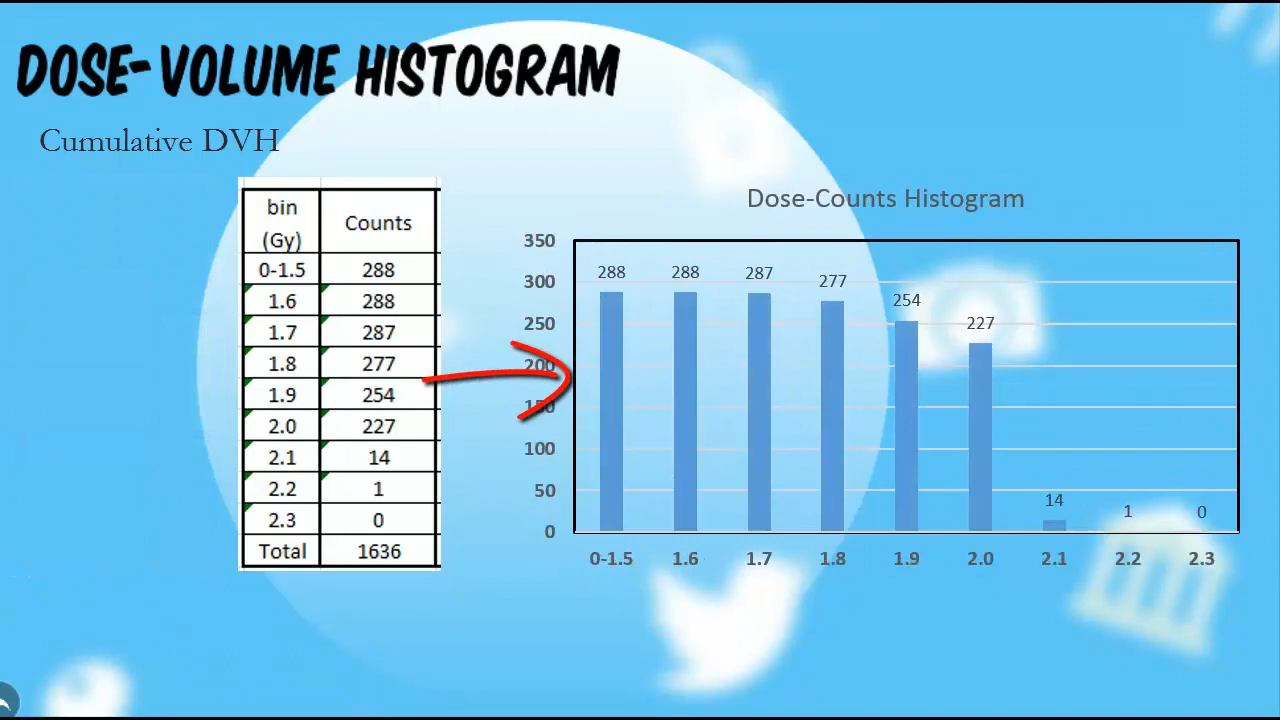 DOSE-VOLUME HISTOGRAM
Cumulative DVH
bin (Gy) Counts
0-1.5 288
1.6 288
1.7 287
1.8 277
1.9 254
2.0 227
2.1 14
2.2 1
2.3 0
Total 1636
Dose-Counts Histogram
350
300
250
200
150
100
50
0
288 288 287 277 254 227 14 1 0
0-1.5 1.6 1.7 1.8 1.9 2.0 2.1 2.2 2.3